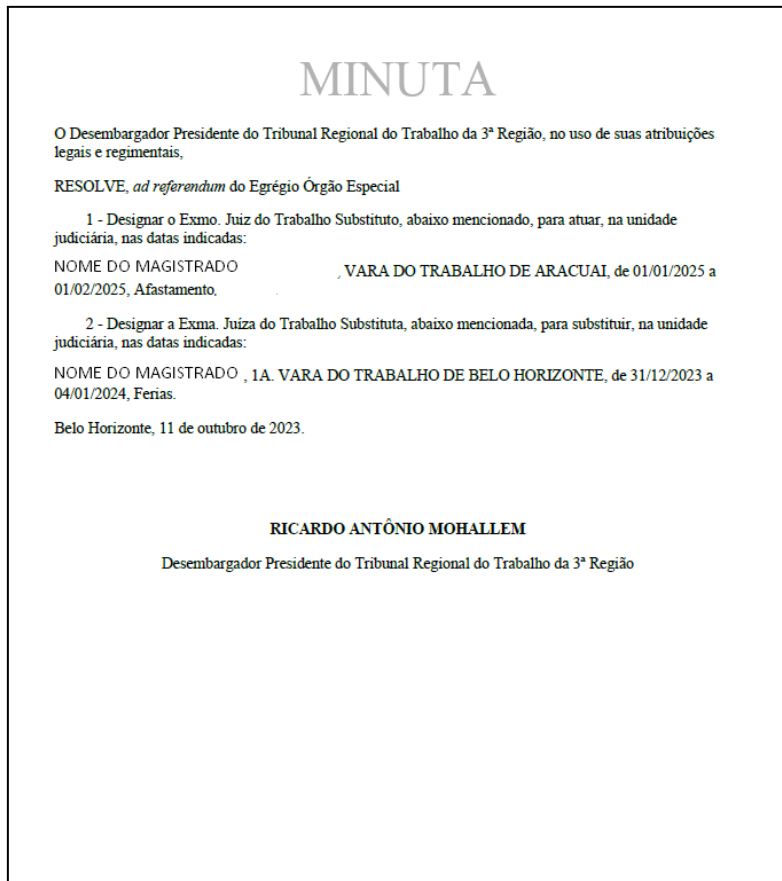 MINUTA
O Desembargador Presidente do Tribunal Regional do Trabalho da 3ª Região, no uso de suas atribuições
legais e regimentais,
RESOLVE, ad referendum do Egrégio Órgão Especial
1 - Designar o Exmo. Juiz do Trabalho Substituto, abaixo mencionado, para atuar, na unidade
judiciária, nas datas indicadas:
NOME DO MAGISTRADO , VARA DO TRABALHO DE ARACUAI, de 01/01/2025 a
01/02/2025, Afastamento.
2 - Designar a Exma. Juíza do Trabalho Substituta, abaixo mencionada, para substituir, na unidade
judiciária, nas datas indicadas:
NOME DO MAGISTRADO , 1A. VARA DO TRABALHO DE BELO HORIZONTE, de 31/12/2023 a
04/01/2024, Ferias.
Belo Horizonte, 11 de outubro de 2023.
RICARDO ANTÔNIO MOHALLEM
Desembargador Presidente do Tribunal Regional do Trabalho da 3ª Região